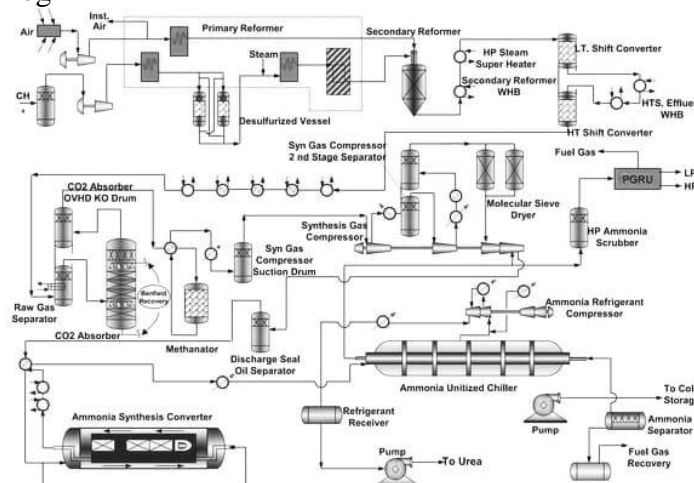 Inst.
Air
Air
Primary Reformer
Secondary Reformer
Steam
HP Steam
Super Heater
LT. Shift Converter
Secondary Reformer
WHB
CH
4
Desulfurized Vessel
HTS, Efflue
WHB
HT Shift Converter
Syn Gas Compressor
2 nd Stage Separator
Fuel Gas
PGRU
CO2 Absorber
OVHD KO Drum
Molecular Sieve
Dryer
Synthesis Gas
Compressor
HP Ammonia
Scrubber
Syn Gas
Compressor
Suction Drum
Benfield
Recovery
Raw Gas
Separator
CO2 Absorber
Methanator
Discharge Seal
Oil Separator
Ammonia Refrigerant
Compressor
Ammonia Unitized Chiller
To Col
Storag
Ammonia Synthesis Converter
Refrigerant
Receiver
Pump
Ammonia
Separator
Pump
To Urea
Fuel Gas
Recovery